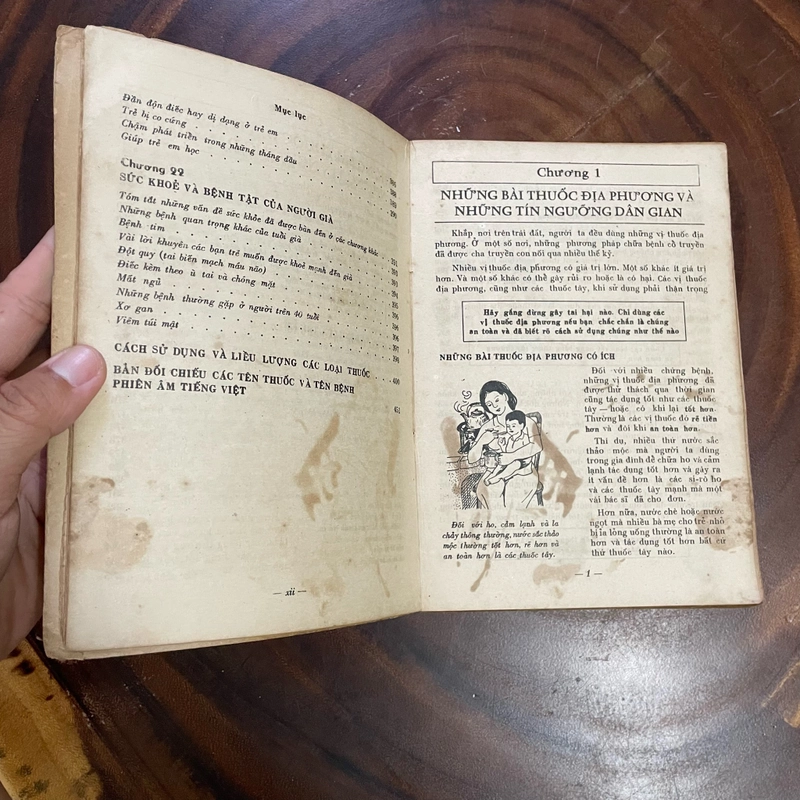 Mục lục
Đần độn điếc hay dị dạng ở trẻ em
Trẻ bị co cứng
Chậm phát triển trong những tháng đầu
Giúp trẻ em học
Chương 22
SỨC KHOẺ VÀ BỆNH TẬT CỦA NGƯỜI GIÀ
Tóm tắt những vấn đề sức khỏe đã được bàn đến ở các chương khác
Những bệnh quan trọng khác của tuổi già
Bệnh tim
Vài lời khuyên các bạn trẻ muốn được khoẻ mạnh đến già
Đột quy (tai biến mạch máu não)
Điếc kèm theo ù tai và chóng mặt
Mất ngủ
Những bệnh thường gặp ở người trên 40 tuổi
Xơ gan
Viêm túi mật
CÁCH SỬ DỤNG VÀ LIỀU LƯỢNG CÁC LOẠI THUỐC . . . 400
BẢN ĐỐI CHIẾU CÁC TÊN THUỐC VÀ TÊN BỆNH
PHIÊN ÂM TIẾNG VIỆT
— xii —
Chương 1
NHỮNG BÀI THUỐC ĐỊA PHƯƠNG VÀ
NHỮNG TÍN NGƯỠNG DÂN GIAN
Khắp nơi trên trái đất, người ta đều dùng những vị thuốc địa
phương. Ở một số nơi, những phương pháp chữa bệnh cổ truyền
đã được cha truyền con nối qua nhiều thế kỷ.
Nhiều vị thuốc địa phương có giá trị lớn. Một số khác ít giá trị
hơn. Và một số khác có thể gây rủi ro hoặc là có hại. Các vị thuốc
địa phương, cũng như các thuốc tây, khi sử dụng phải thận trọng
Hãy gắng đừng gây tai hại nào. Chỉ dùng các
vị thuốc địa phương nếu bạn chắc chắn là chúng
an toàn và đã biết rõ cách sử dụng chúng như thế nào
NHỮNG BÀI THUỐC ĐỊA PHƯƠNG CÓ ÍCH
Đối với nhiều chứng bệnh,
những vị thuốc địa phương đã
được thử thách qua thời gian
cũng tác dụng tốt như các thuốc
tây — hoặc có khi lại tốt hơn.
Thường là các vị thuốc đó rẻ tiền
hơn và đôi khi an toàn hơn.
Thí dụ, nhiều thứ nước sắc
thảo mộc mà người ta dùng
trong gia đình để chữa ho và cảm
lạnh tác dụng tốt hơn và gây ra
ít vấn đề hơn là các si-rô ho
và các thuốc tây mạnh mà một
vài bác sĩ đã cho đơn.
Hơn nữa, nước chè hoặc nước
ngọt mà nhiều bà mẹ cho trẻ nhỏ
bị ỉa lỏng uống thường là an toàn
hơn và tác dụng tốt hơn bất cứ
thứ thuốc tây nào.
Đối với ho, cảm lạnh và ỉa
chảy thông thường, nước sắc thảo
mộc thường tốt hơn, rẻ hơn và
an toàn hơn là các thuốc tây.
— 1 —